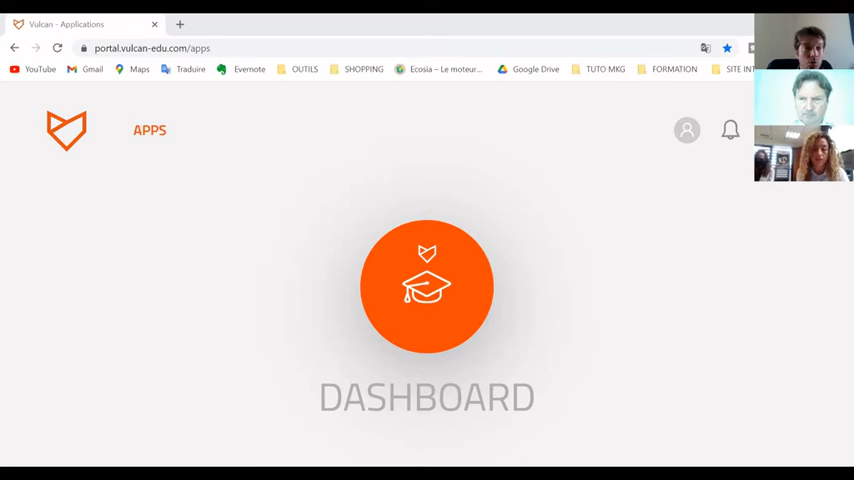 Vulcan - Applications
portal.vulcan-edu.com/apps
YouTube Gmail Maps Traduire Evernote OUTILS SHOPPING Ecosia – Le moteur... Google Drive TUTO MKG FORMATION SITE INT
APPS
DASHBOARD